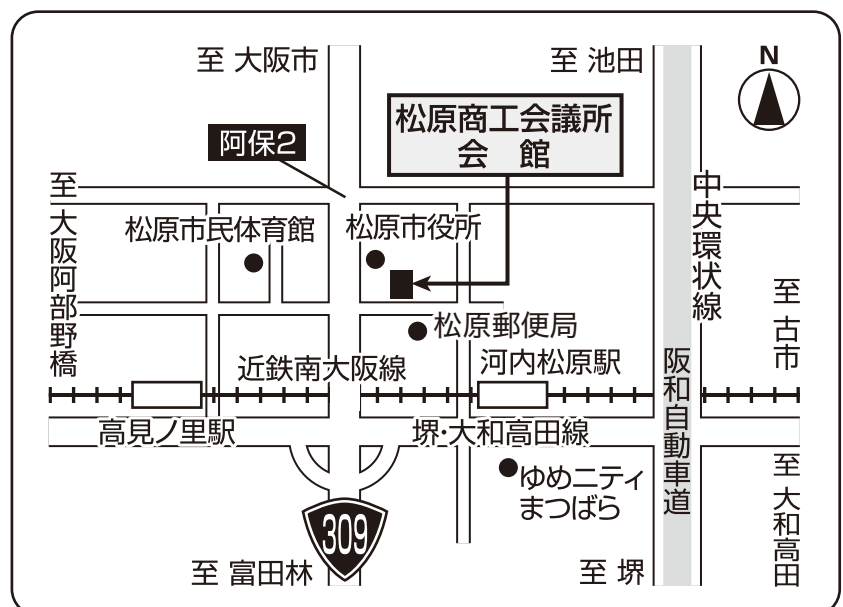 至 大阪市
至 池田
N
松原商工会議所
会　館
阿保2
至 大阪阿部野橋
中央環状線
松原市民体育館
松原市役所
至 古市
松原郵便局
近鉄南大阪線
河内松原駅
阪和自動車道
高見ノ里駅
堺・大和高田線
至 大和高田
ゆめニティ
まつばら
309
至 富田林
至 堺